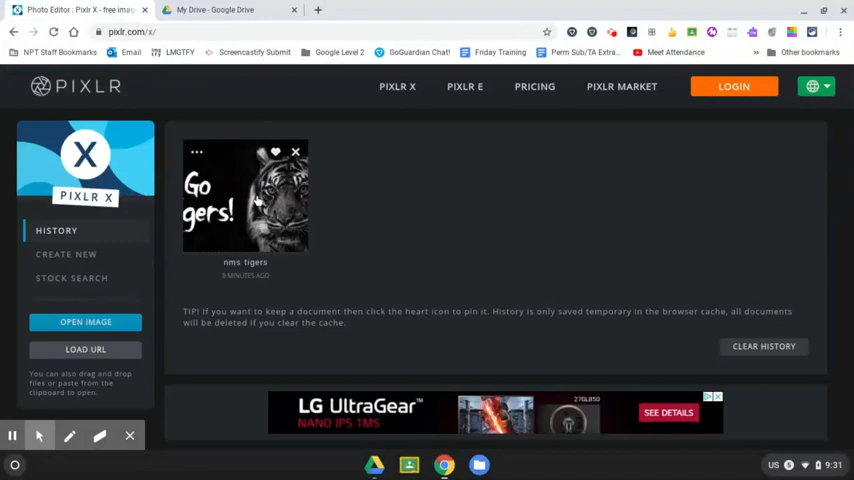 Photo Editor : Pixlr X - free imag
My Drive - Google Drive
pixlr.com/x/
NPT Staff Bookmarks
Email
LMGTFY
Screencastify Submit
Google Level 2
GoGuardian Chat!
Friday Training
Perm Sub/TA Extra...
Meet Attendance
»
Other bookmarks
PIXLR
PIXLR X
PIXLR E
PRICING
PIXLR MARKET
LOGIN
X
PIXLR X
HISTORY
CREATE NEW
STOCK SEARCH
OPEN IMAGE
LOAD URL
You can also drag and drop
files or paste from the
clipboard to open.
Go
gers!
nms tigers
9 MINUTES AGO
TIP! If you want to keep a document then click the heart icon to pin it. History is only saved temporary in the browser cache, all documents
will be deleted if you clear the cache.
CLEAR HISTORY
LG UltraGear™
NANO IPS 1MS
27GL850
SEE DETAILS
US
9:31